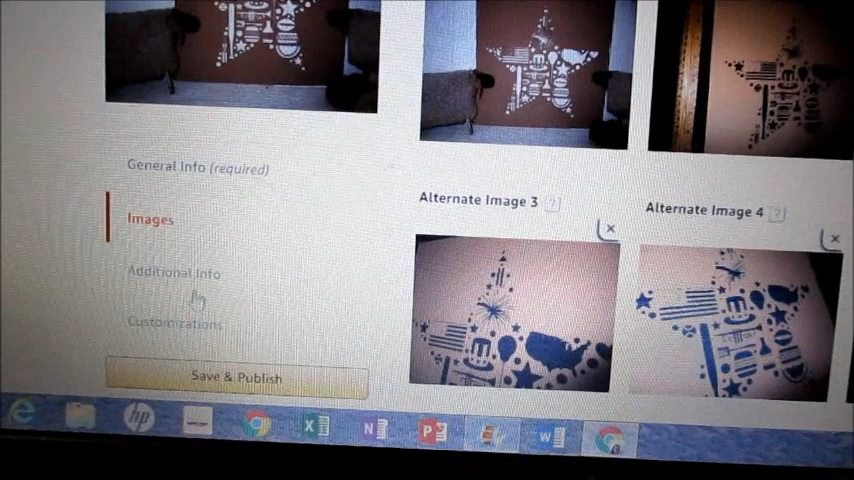 General Info (required)
Alternate Image 3 ?
Alternate Image 4 ?
Images
Additional Info
Customizations
Save & Publish